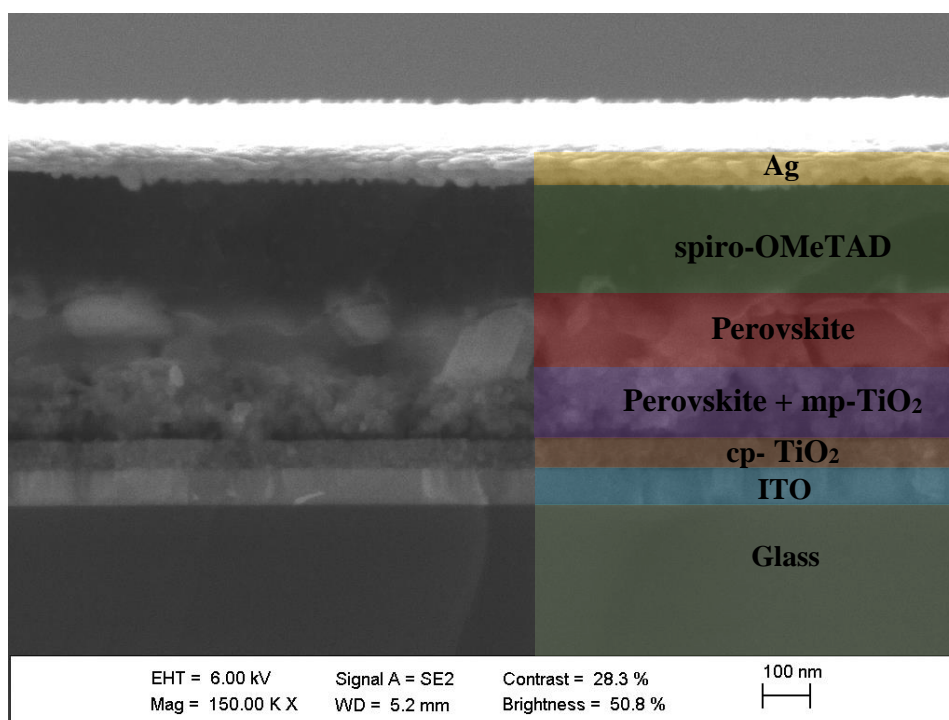 Ag
spiro-OMeTAD
Perovskite
Perovskite + mp-TiO₂
cp- TiO₂
ITO
Glass
EHT = 6.00 kV Signal A = SE2 Contrast = 28.3 % 100 nm
Mag = 150.00 K X WD = 5.2 mm Brightness = 50.8 %